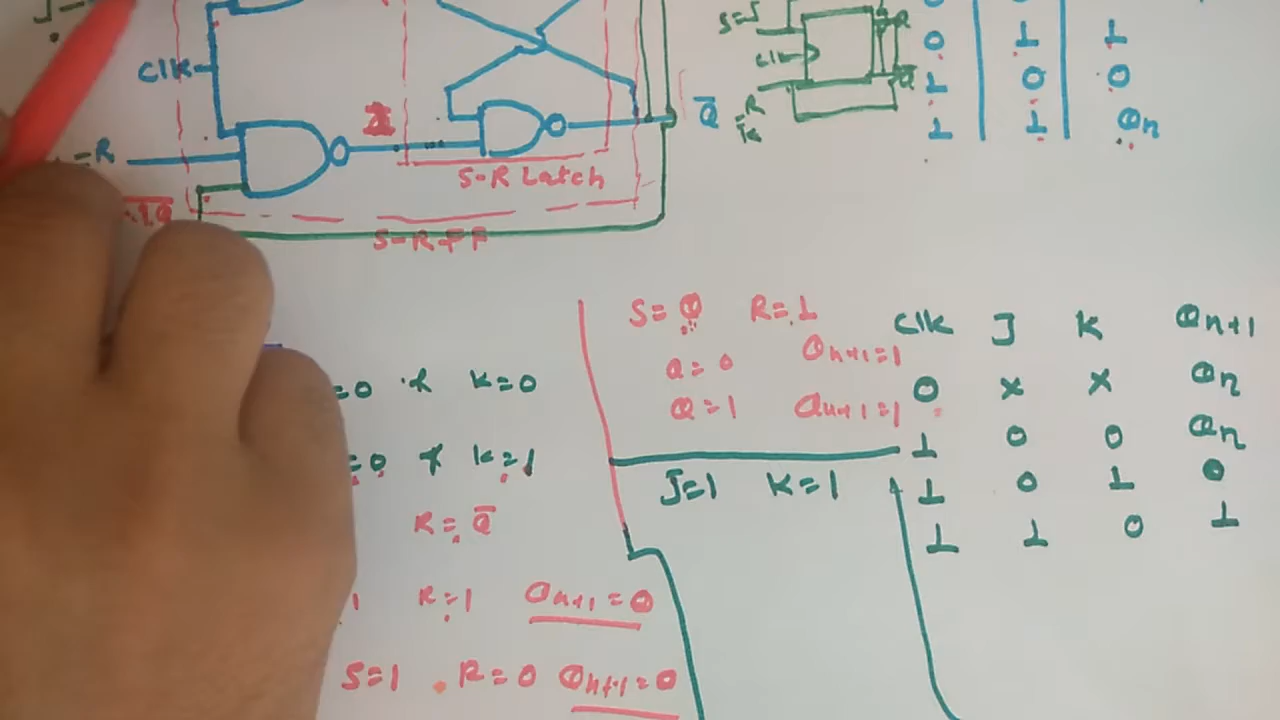 J
Clk
R
S-R Latch
S-R-FF
Q̅
S=J
Clk
R
K
Q̅
0 1 1
1 0 0
1 1 Qn
=0 & K=0
=0 & K=1
R = Q̅
1 R=1 Qn+1 = 0
S=1 R=0 Qn+1=0
S= Q R=1
Q=0 Qn+1=1
Q=1 Qn+1=1
J=1 K=1
Clk J K Qn+1
0 X X Qn
1 0 0 Qn
1 0 1 0
1 1 0 1